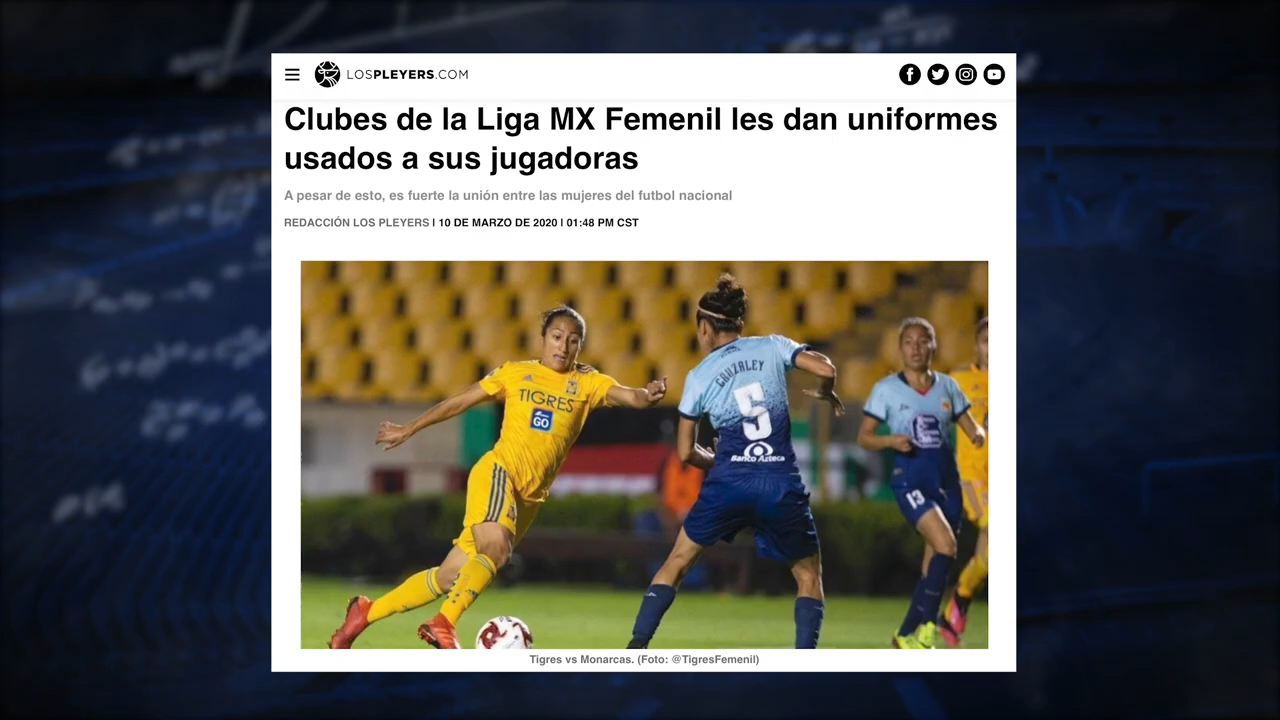 LOSPLEYERS.COM
Clubes de la Liga MX Femenil les dan uniformes
usados a sus jugadoras
A pesar de esto, es fuerte la unión entre las mujeres del futbol nacional
REDACCIÓN LOS PLEYERS | 10 DE MARZO DE 2020 | 01:48 PM CST
TIGRES
GO
CAUZALEY
5
Banco Azteca
13
Tigres vs Monarcas. (Foto: @TigresFemenil)